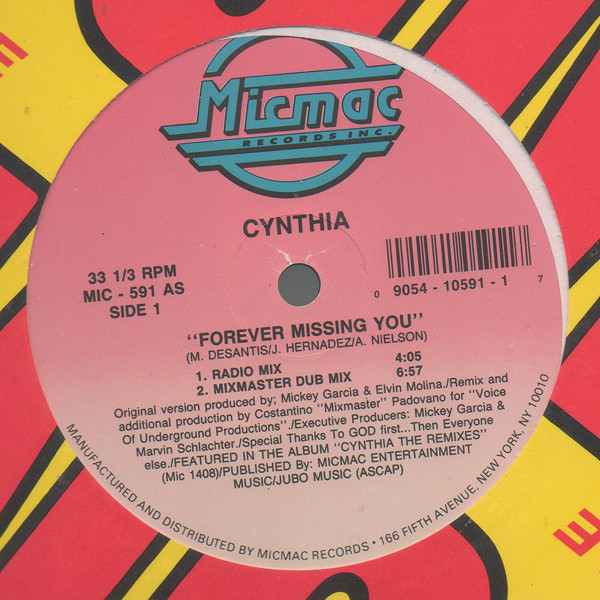 Micmac
RECORDS INC.
CYNTHIA
33 1/3 RPM
MIC - 591 AS
SIDE 1
0 9054 - 10591 - 1 7
"FOREVER MISSING YOU"
(M. DESANTIS/J. HERNADEZ/A. NIELSON)
1. RADIO MIX 4:05
2. MIXMASTER DUB MIX 6:57
Original version produced by; Mickey Garcia & Elvin Molina./Remix and
additional production by Costantino "Mixmaster" Padovano for "Voice
Of Underground Productions"./Executive Producers: Mickey Garcia &
Marvin Schlachter./Special Thanks To GOD first...Then Everyone
else./FEATURED IN THE ALBUM "CYNTHIA THE REMIXES"
(Mic 1408)/PUBLISHED By: MICMAC ENTERTAINMENT
MUSIC/JUBO MUSIC (ASCAP)
MANUFACTURED AND DISTRIBUTED BY MICMAC RECORDS • 166 FIFTH AVENUE, NEW YORK, NY 10010